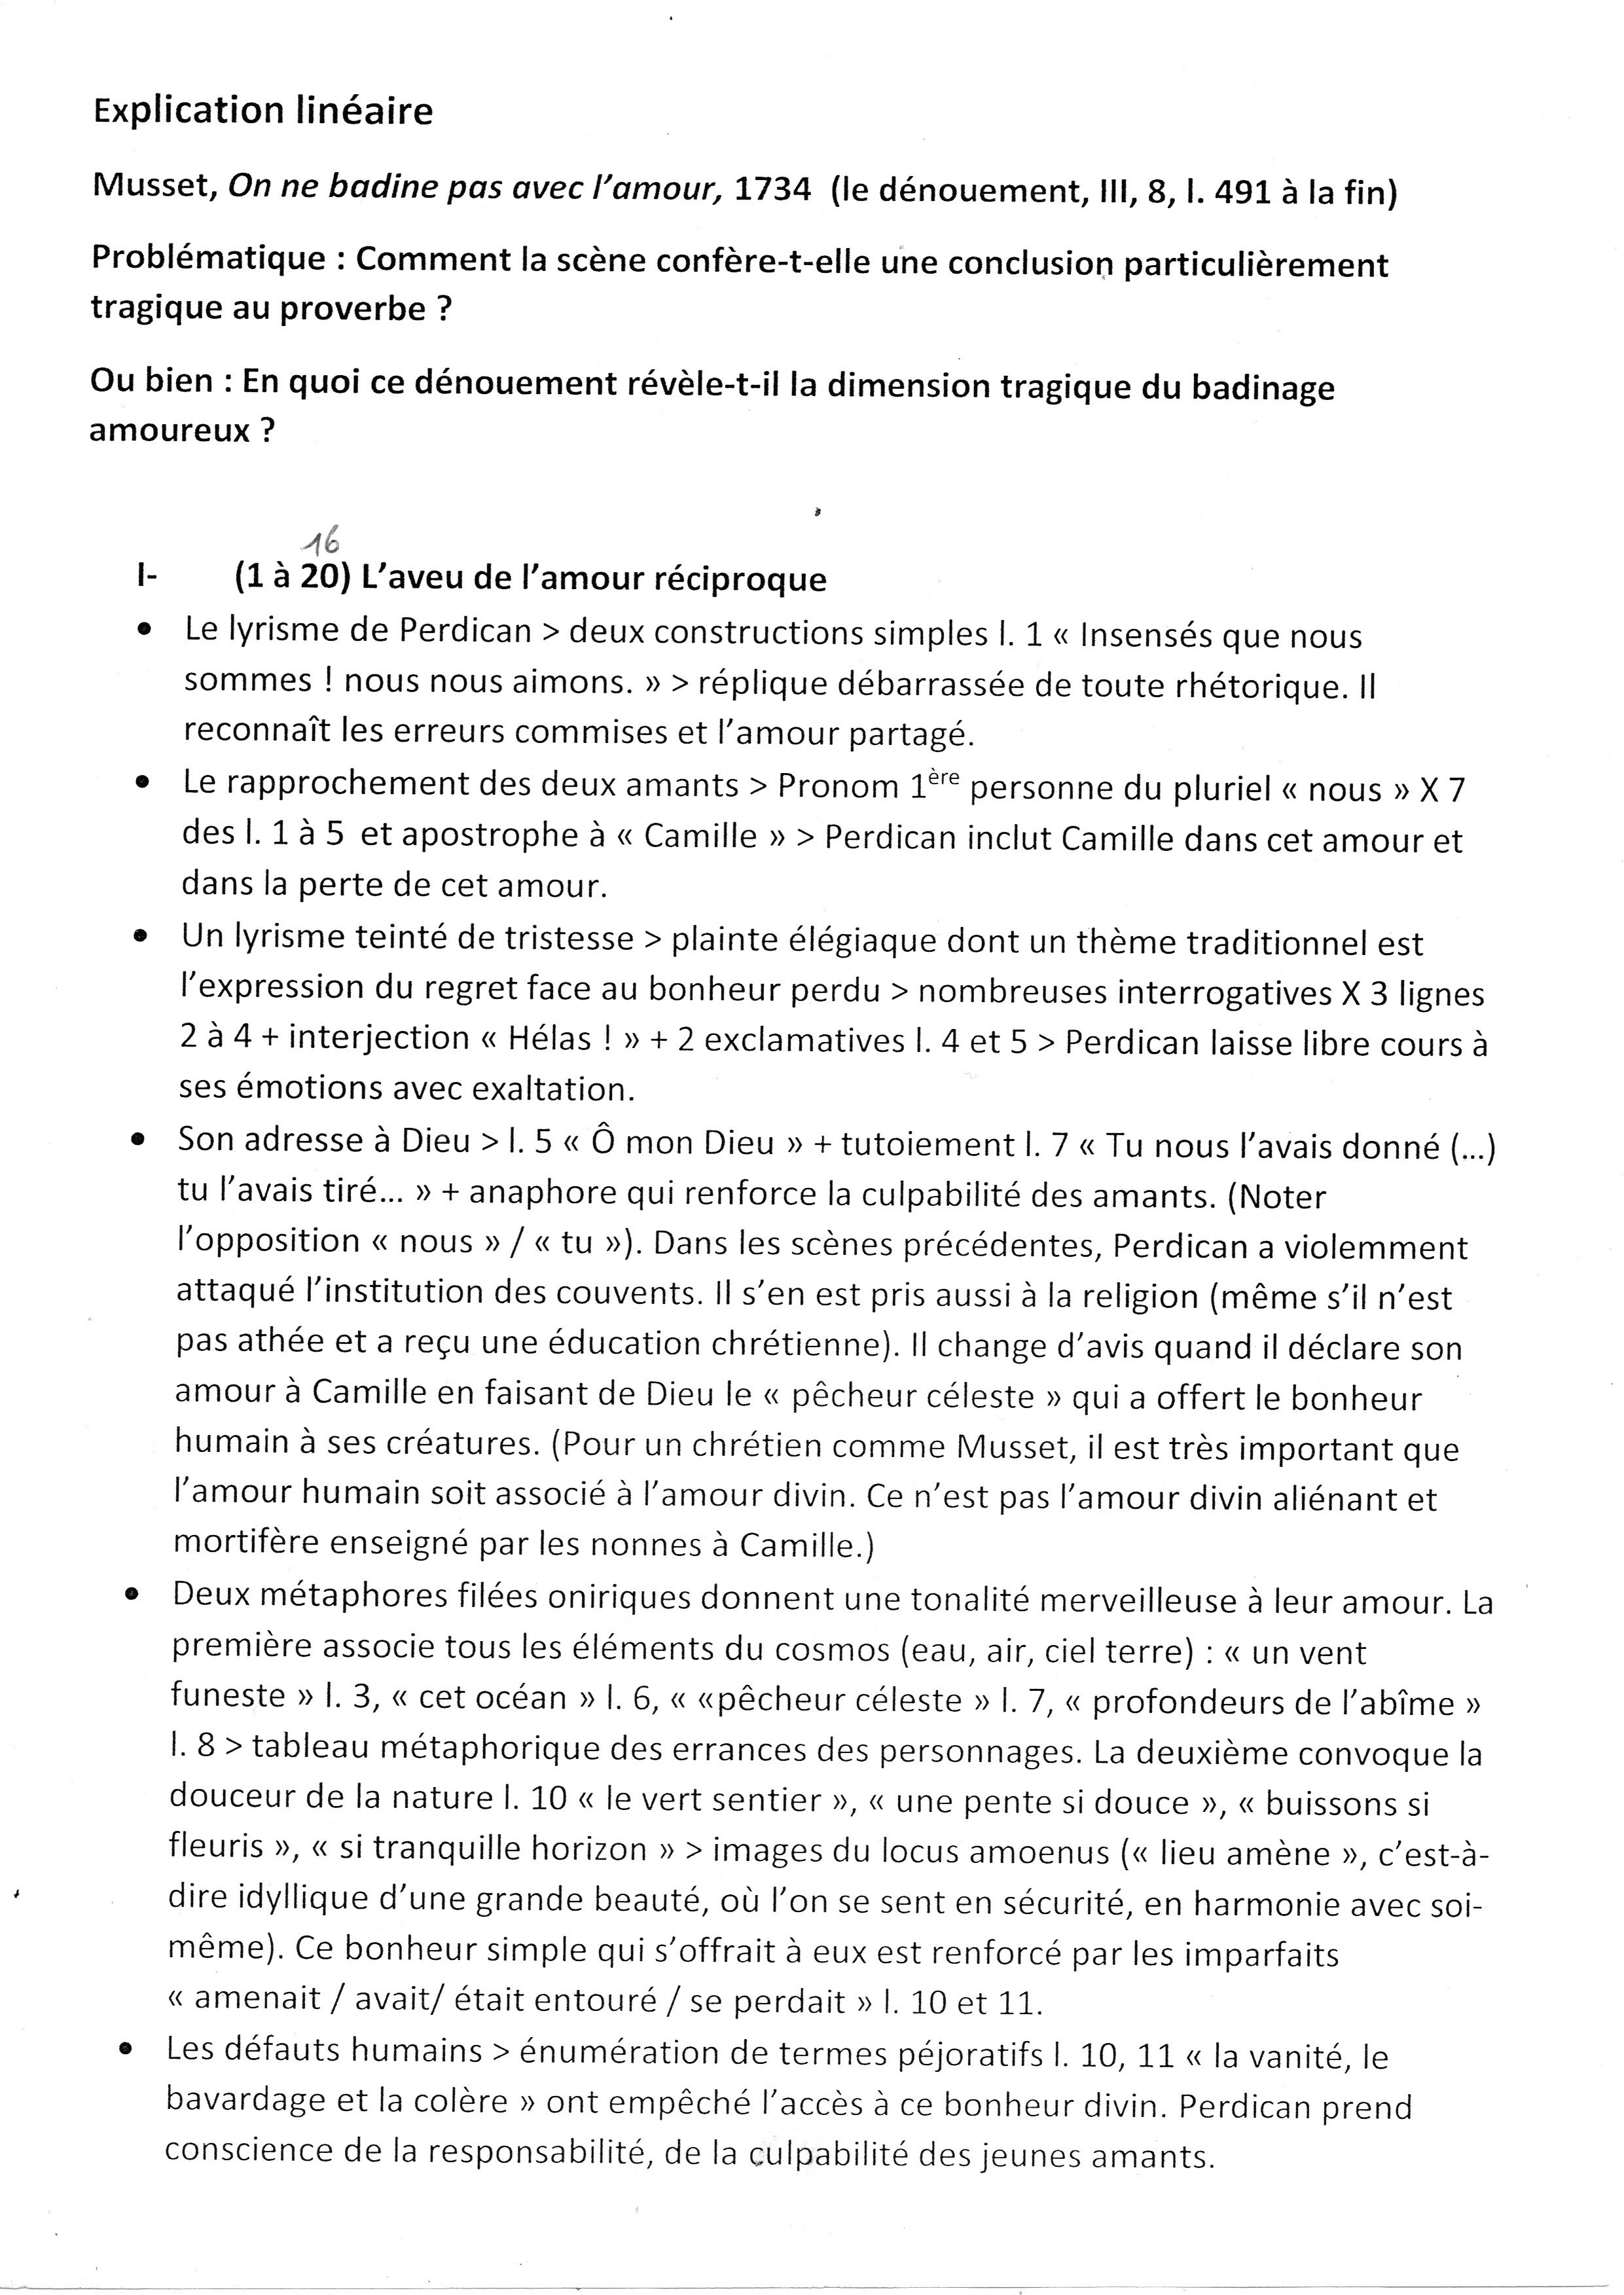 Explication linéaire
Musset, On ne badine pas avec l'amour, 1734 (le dénouement, III, 8, l. 491 à la fin)
Problématique : Comment la scène confère-t-elle une conclusion particulièrement
tragique au proverbe ?
Ou bien : En quoi ce dénouement révèle-t-il la dimension tragique du badinage
amoureux ?
16
I- (1 à 20) L'aveu de l'amour réciproque
• Le lyrisme de Perdican > deux constructions simples l. 1 « Insensés que nous
sommes ! nous nous aimons. » > réplique débarrassée de toute rhétorique. Il
reconnaît les erreurs commises et l'amour partagé.
• Le rapprochement des deux amants > Pronom 1ère personne du pluriel « nous » X 7
des l. 1 à 5 et apostrophe à « Camille » > Perdican inclut Camille dans cet amour et
dans la perte de cet amour.
• Un lyrisme teinté de tristesse > plainte élégiaque dont un thème traditionnel est
l'expression du regret face au bonheur perdu > nombreuses interrogatives X 3 lignes
2 à 4 + interjection « Hélas ! » + 2 exclamatives l. 4 et 5 > Perdican laisse libre cours à
ses émotions avec exaltation.
• Son adresse à Dieu > l. 5 « Ô mon Dieu » + tutoiement l. 7 « Tu nous l'avais donné (...)
tu l'avais tiré... » + anaphore qui renforce la culpabilité des amants. (Noter
l'opposition « nous » / « tu »). Dans les scènes précédentes, Perdican a violemment
attaqué l'institution des couvents. Il s'en est pris aussi à la religion (même s'il n'est
pas athée et a reçu une éducation chrétienne). Il change d'avis quand il déclare son
amour à Camille en faisant de Dieu le « pêcheur céleste » qui a offert le bonheur
humain à ses créatures. (Pour un chrétien comme Musset, il est très important que
l'amour humain soit associé à l'amour divin. Ce n'est pas l'amour divin aliénant et
mortifère enseigné par les nonnes à Camille.)
• Deux métaphores filées oniriques donnent une tonalité merveilleuse à leur amour. La
première associe tous les éléments du cosmos (eau, air, ciel terre) : « un vent
funeste » l. 3, « cet océan » l. 6, « «pêcheur céleste » l. 7, « profondeurs de l'abîme »
l. 8 > tableau métaphorique des errances des personnages. La deuxième convoque la
douceur de la nature l. 10 « le vert sentier », « une pente si douce », « buissons si
fleuris », « si tranquille horizon » > images du locus amoenus (« lieu amène », c'est-à-
dire idyllique d'une grande beauté, où l'on se sent en sécurité, en harmonie avec soi-
même). Ce bonheur simple qui s'offrait à eux est renforcé par les imparfaits
« amenait / avait/ était entouré / se perdait » l. 10 et 11.
• Les défauts humains > énumération de termes péjoratifs l. 10, 11 « la vanité, le
bavardage et la colère » ont empêché l'accès à ce bonheur divin. Perdican prend
conscience de la responsabilité, de la culpabilité des jeunes amants.